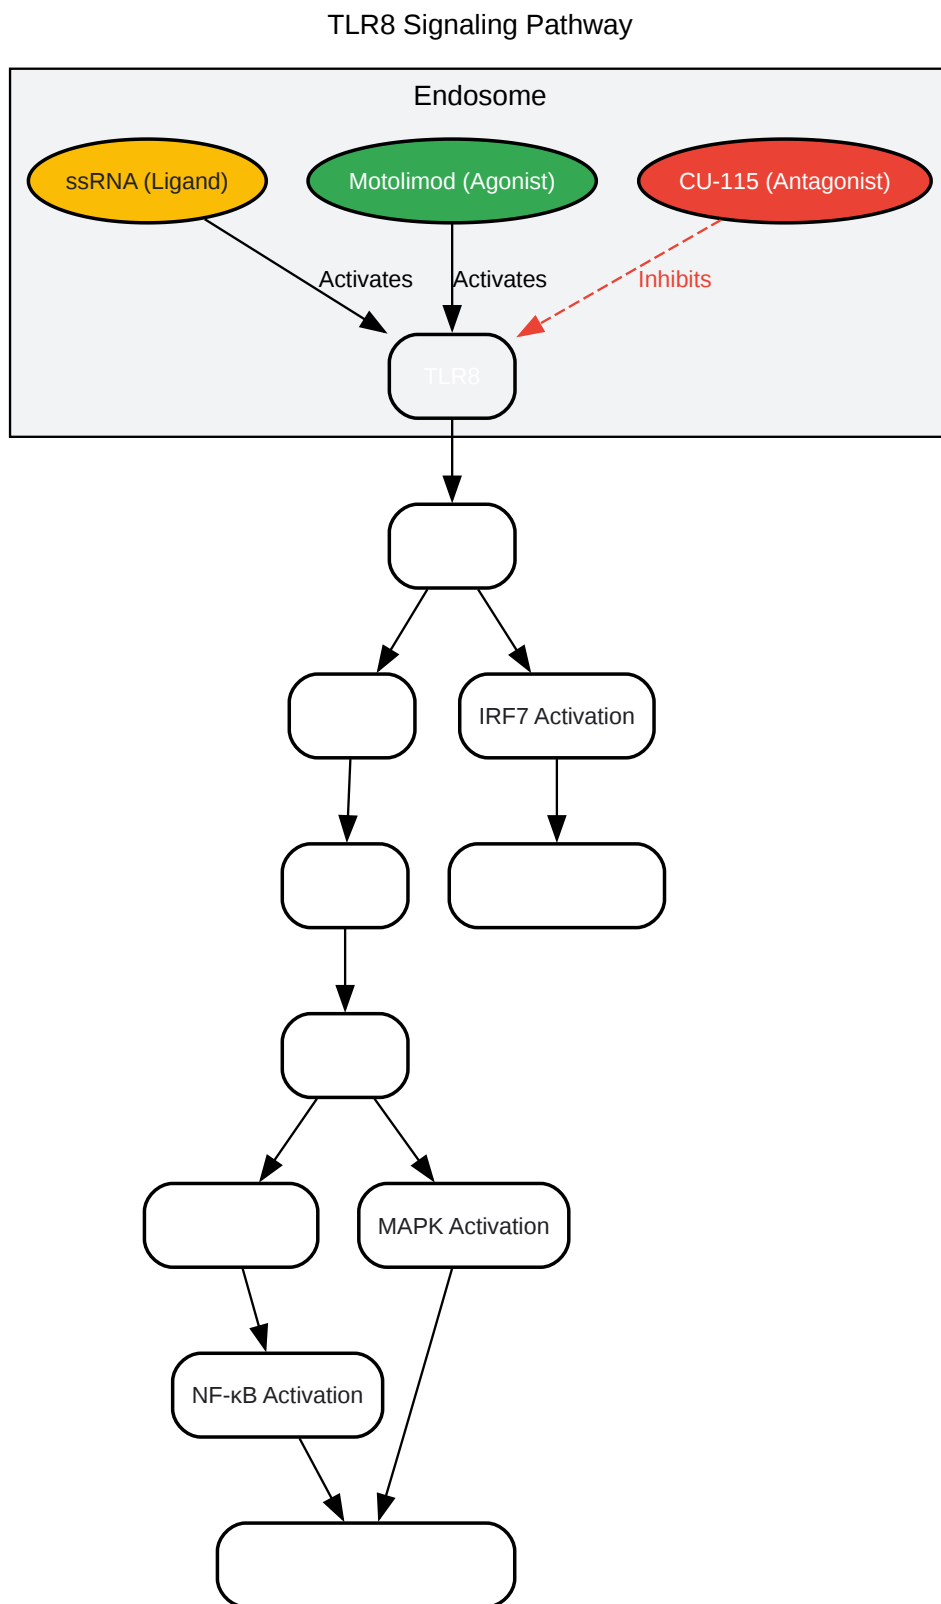 TLR8 Signaling Pathway
Endosome
ssRNA (Ligand)
Motolimod (Agonist)
CU-115 (Antagonist)
Activates
Activates
Inhibits
TLR8
IRF7 Activation
MAPK Activation
NF-κB Activation